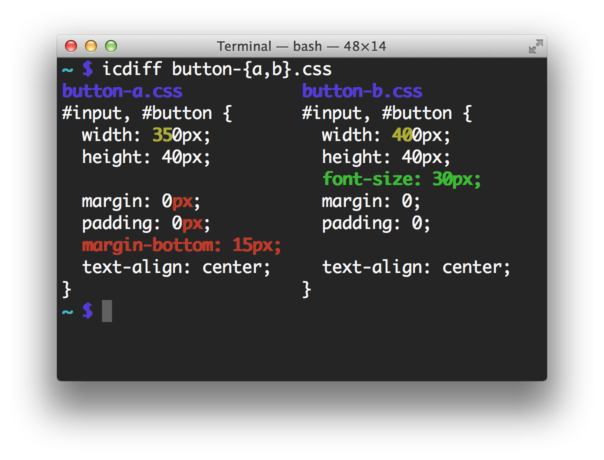 Terminal — bash — 48×14
~ $ icdiff button-{a,b}.css
button-a.css            button-b.css
#input, #button {       #input, #button {
  width: 350px;           width: 400px;
  height: 40px;           height: 40px;
                          font-size: 30px;
  margin: 0px;            margin: 0;
  padding: 0px;           padding: 0;
  margin-bottom: 15px;
  text-align: center;     text-align: center;
}                       }
~ $